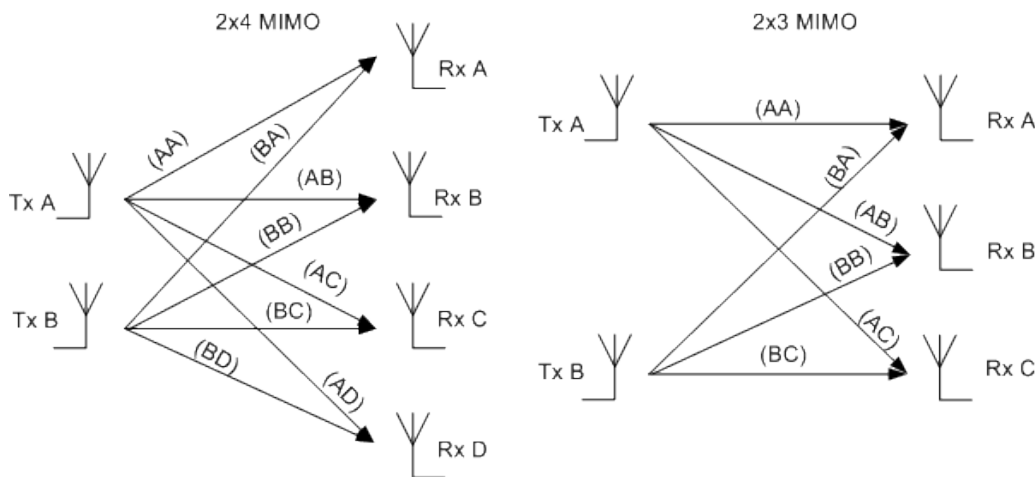 2x4 MIMO
Rx A
(AA)
(BA)
Tx A
(AB)
Rx B
(BB)
(AC)
Tx B
(BC)
Rx C
(BD)
(AD)
Rx D
2x3 MIMO
Tx A
(AA)
Rx A
(BA)
(AB)
Rx B
(BB)
(AC)
Tx B
(BC)
Rx C